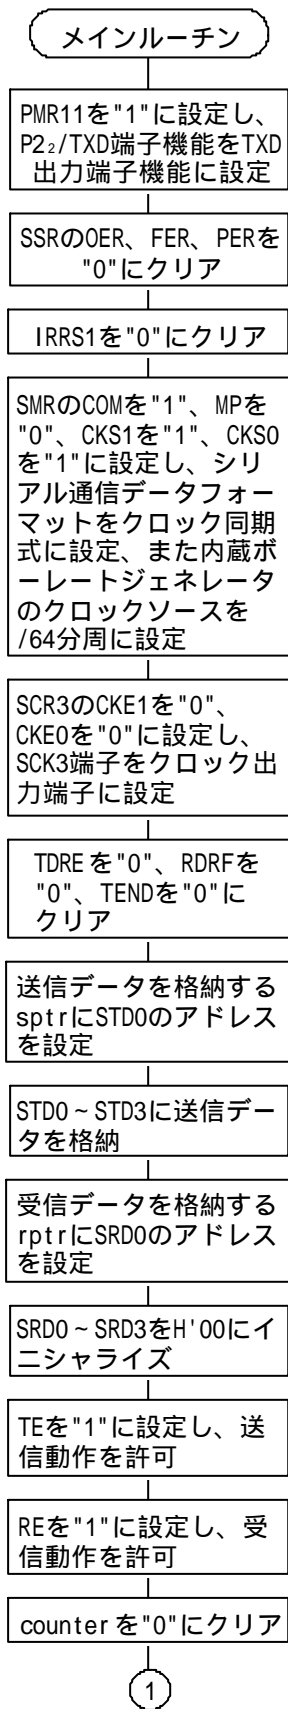 メインルーチン
PMR11を"1"に設定し、
P2₂/TXD端子機能をTXD
出力端子機能に設定
SSRのOER、FER、PERを
"0"にクリア
IRRS1を"0"にクリア
SMRのCOMを"1"、MPを
"0"、CKS1を"1"、CKS0
を"1"に設定し、シリ
アル通信データフォー
マットをクロック同期
式に設定、また内蔵ボ
ーレートジェネレータ
のクロックソースを
/64分周に設定
SCR3のCKE1を"0"、
CKE0を"0"に設定し、
SCK3端子をクロック出
力端子に設定
TDREを"0"、RDRFを
"0"、TENDを"0"に
クリア
送信データを格納する
sptrにSTD0のアドレス
を設定
STD0~STD3に送信デー
タを格納
受信データを格納する
rptrにSRD0のアドレス
を設定
SRD0~SRD3をH'00にイ
ニシャライズ
TEを"1"に設定し、送
信動作を許可
REを"1"に設定し、受
信動作を許可
counterを"0"にクリア
1